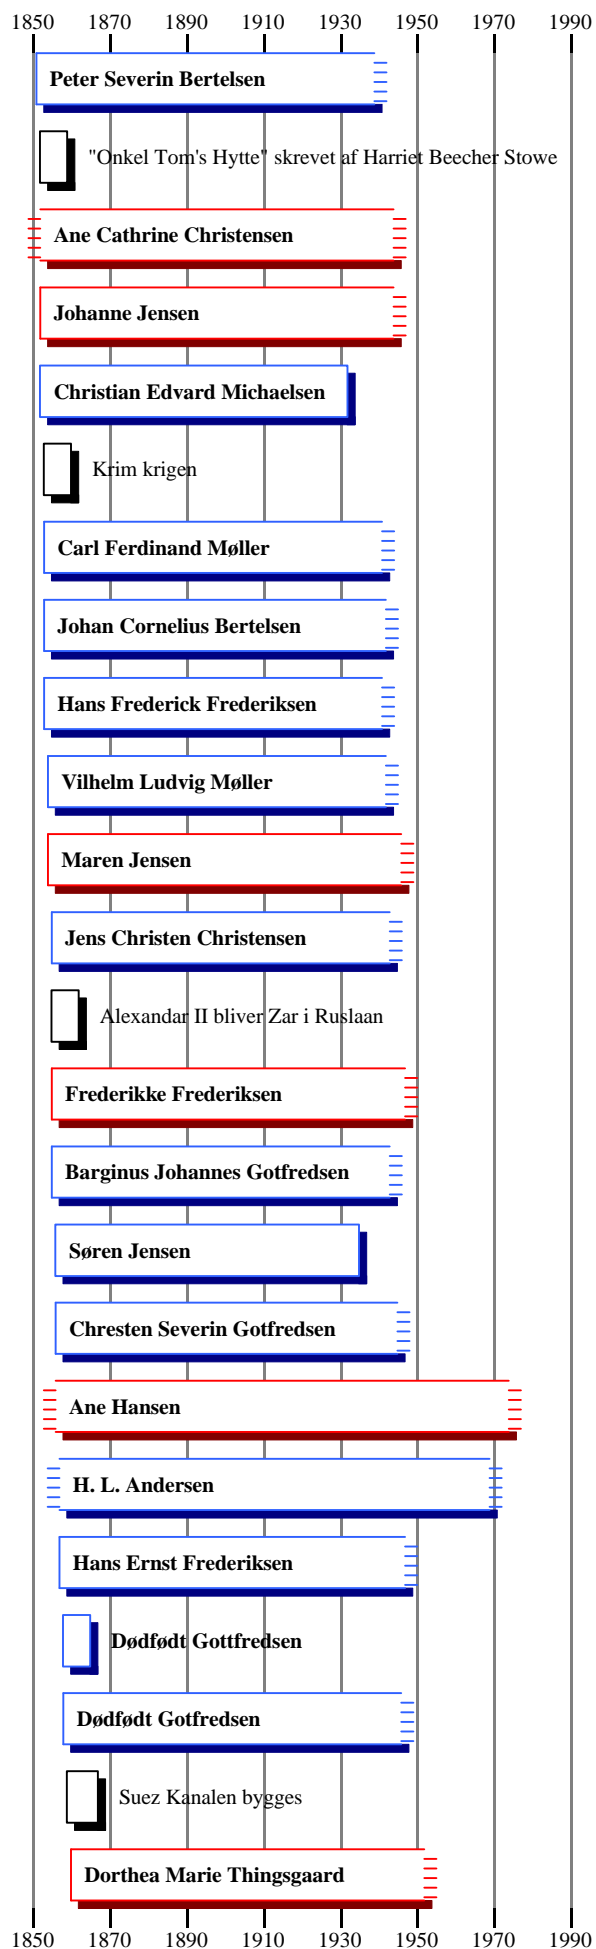 1850 1870 1890 1910 1930 1950 1970 1990
Peter Severin Bertelsen
"Onkel Tom's Hytte" skrevet af Harriet Beecher Stowe
Ane Cathrine Christensen
Johanne Jensen
Christian Edvard Michaelsen
Krim krigen
Carl Ferdinand Møller
Johan Cornelius Bertelsen
Hans Frederick Frederiksen
Vilhelm Ludvig Møller
Maren Jensen
Jens Christen Christensen
Alexandar II bliver Zar i Ruslaan
Frederikke Frederiksen
Barginus Johannes Gotfredsen
Søren Jensen
Chresten Severin Gotfredsen
Ane Hansen
H. L. Andersen
Hans Ernst Frederiksen
Dødfødt Gottfredsen
Dødfødt Gotfredsen
Suez Kanalen bygges
Dorthea Marie Thingsgaard
1850 1870 1890 1910 1930 1950 1970 1990